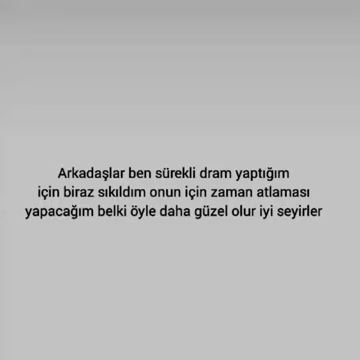 Arkadaşlar ben sürekli dram yaptığım
için biraz sıkıldım onun için zaman atlaması
yapacağım belki öyle daha güzel olur iyi seyirler